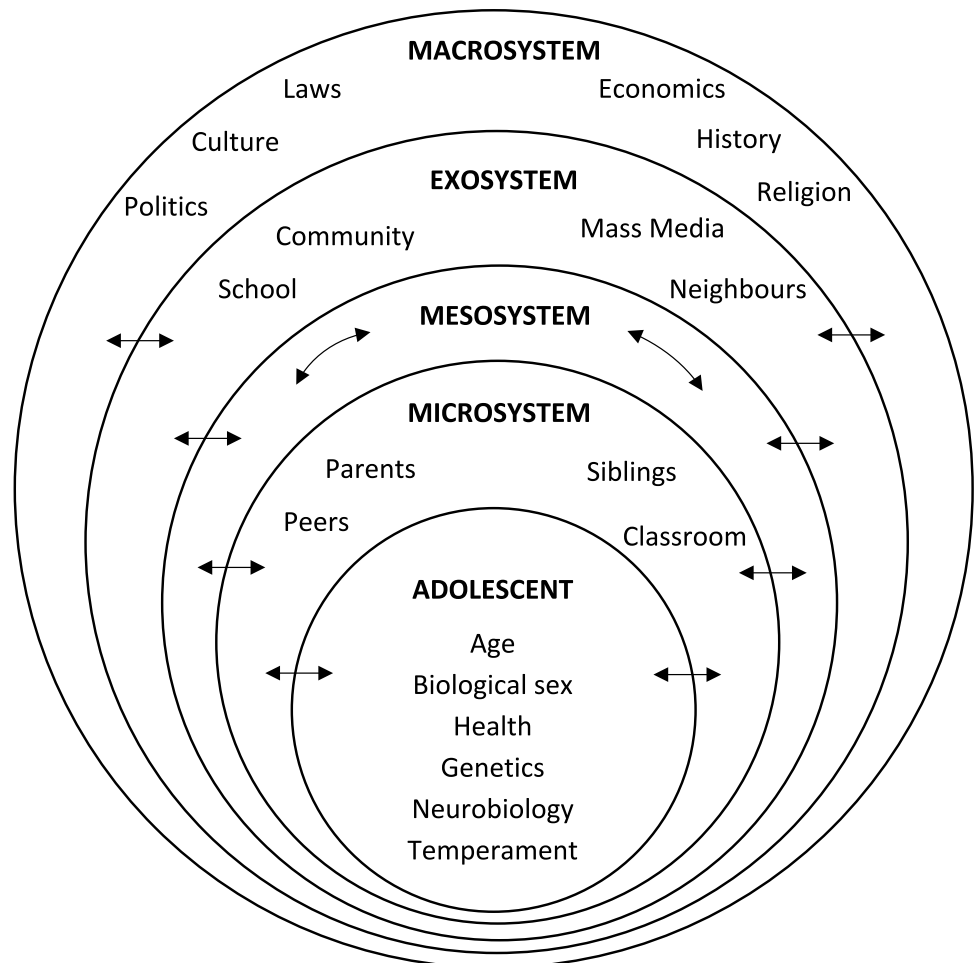 MACROSYSTEM
Laws
Economics
Culture
History
Politics
Religion
EXOSYSTEM
Community
Mass Media
School
Neighbours
MESOSYSTEM
MICROSYSTEM
Parents
Siblings
Peers
Classroom
ADOLESCENT
Age
Biological sex
Health
Genetics
Neurobiology
Temperament